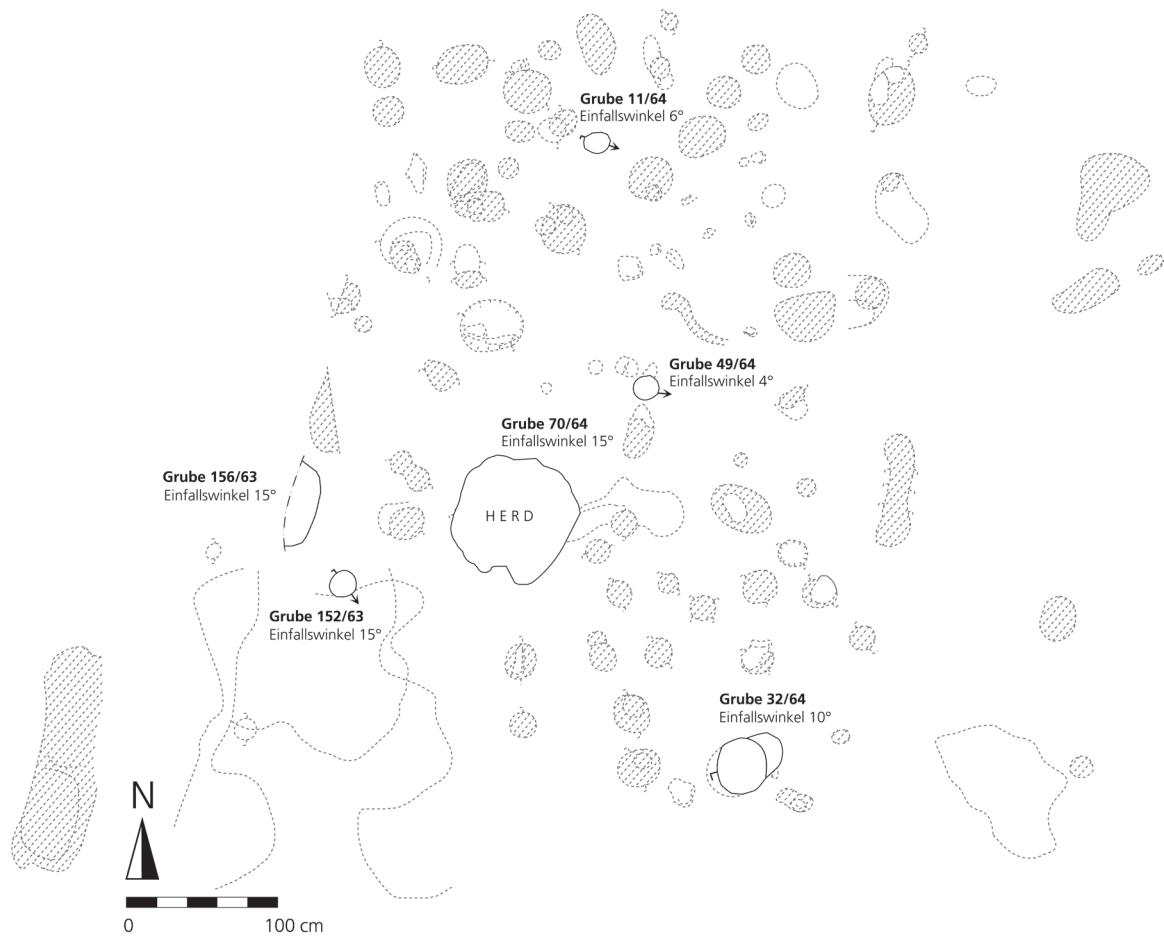 Grube 11/64
Einfallswinkel 6°
Grube 49/64
Einfallswinkel 4°
Grube 70/64
Einfallswinkel 15°
Grube 156/63
Einfallswinkel 15°
HERD
Grube 152/63
Einfallswinkel 15°
Grube 32/64
Einfallswinkel 10°
N
0 100 cm